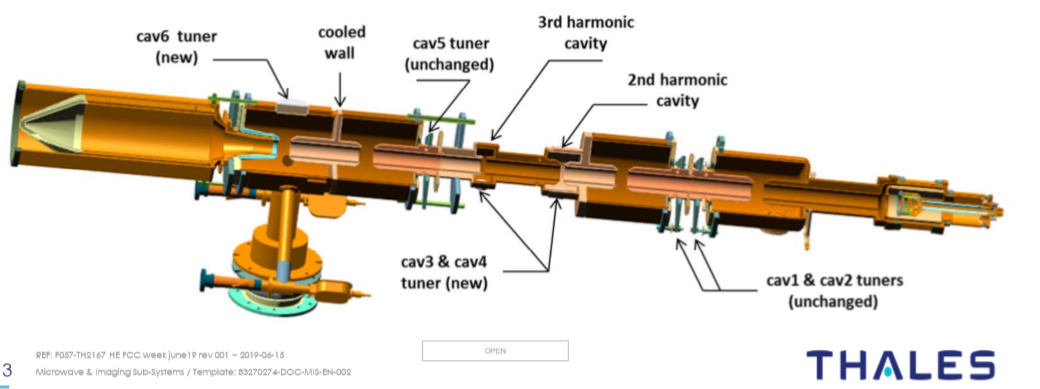 3rd harmonic
cavity
cav6 tuner
(new)
cooled
wall
cav5 tuner
(unchanged)
2nd harmonic
cavity
cav3 & cav4
tuner (new)
cav1 & cav2 tuners
(unchanged)
REF: F057-TH2167 HE FCC week june19 rev 001 – 2019-06-15
OPEN
3
Microwave & Imaging Sub-Systems / Template: 83270274-DOC-MIS-EN-002
THALES